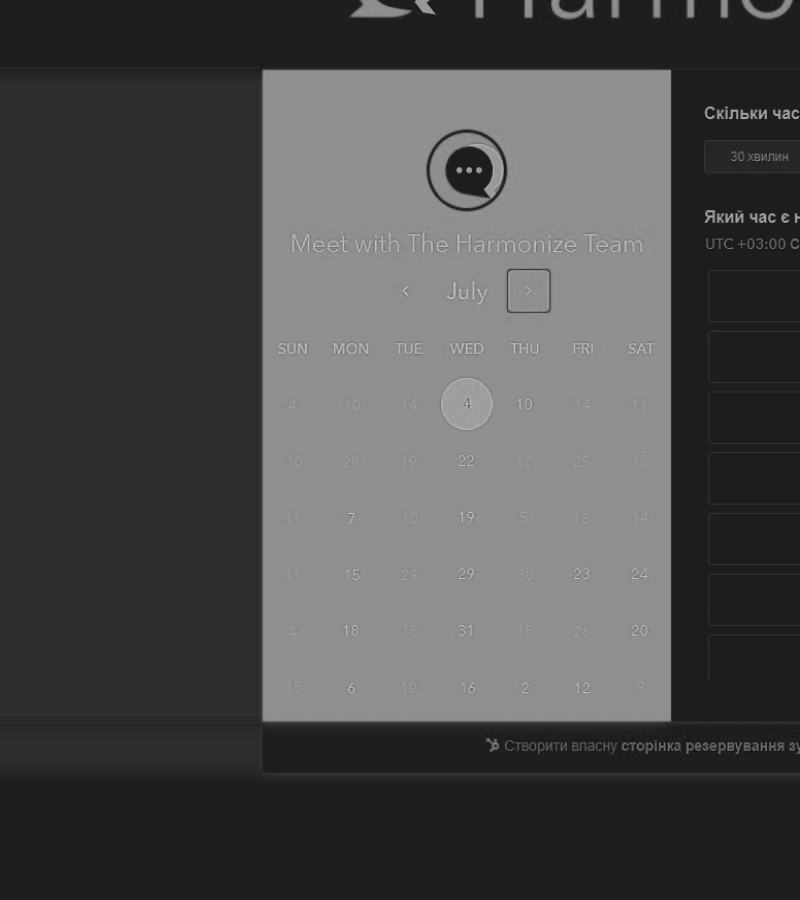 Harmo
Скільки час
30 хвилин
Який час є н
UTC +03:00 С
Meet with The Harmonize Team
July
SUN MON TUE WED THU FRI SAT
4 10 14 4 10 14 11
10 28 19 22 12 25 13
11 7 10 19 5 18 14
11 15 29 29 30 23 24
4 18 16 31 15 26 20
15 6 19 16 2 12 9
Створити власну сторінка резервування зу